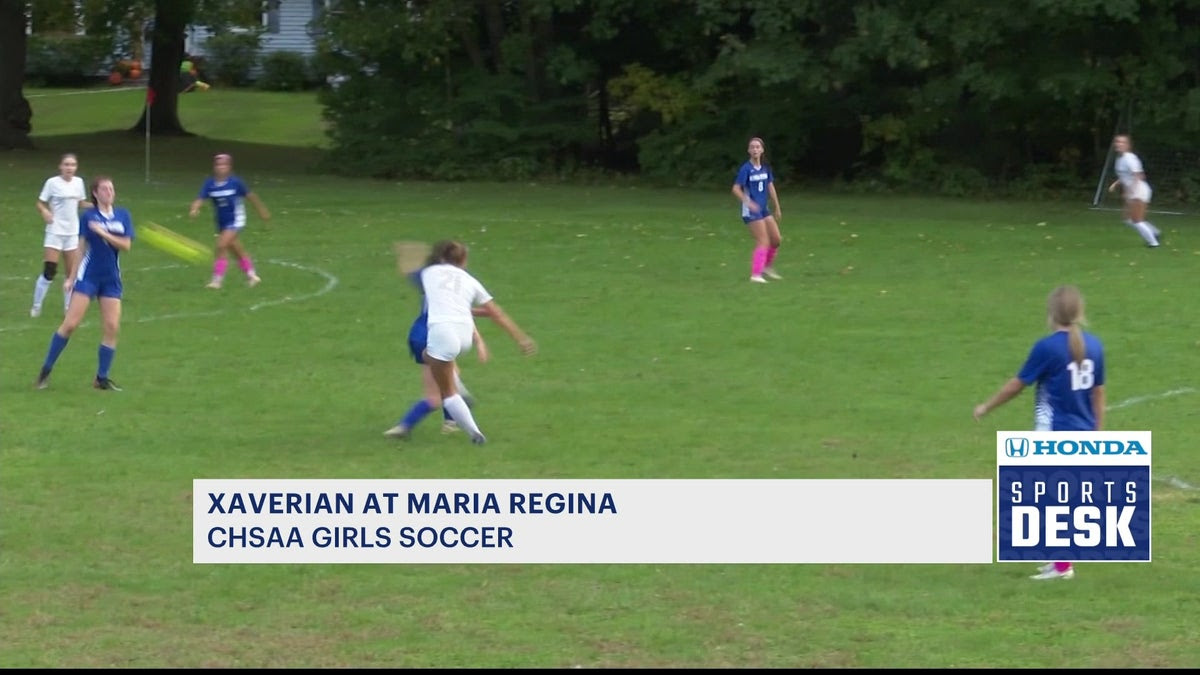 8
21
18
HONDA
SPORTS
DESK
XAVERIAN AT MARIA REGINA
CHSAA GIRLS SOCCER